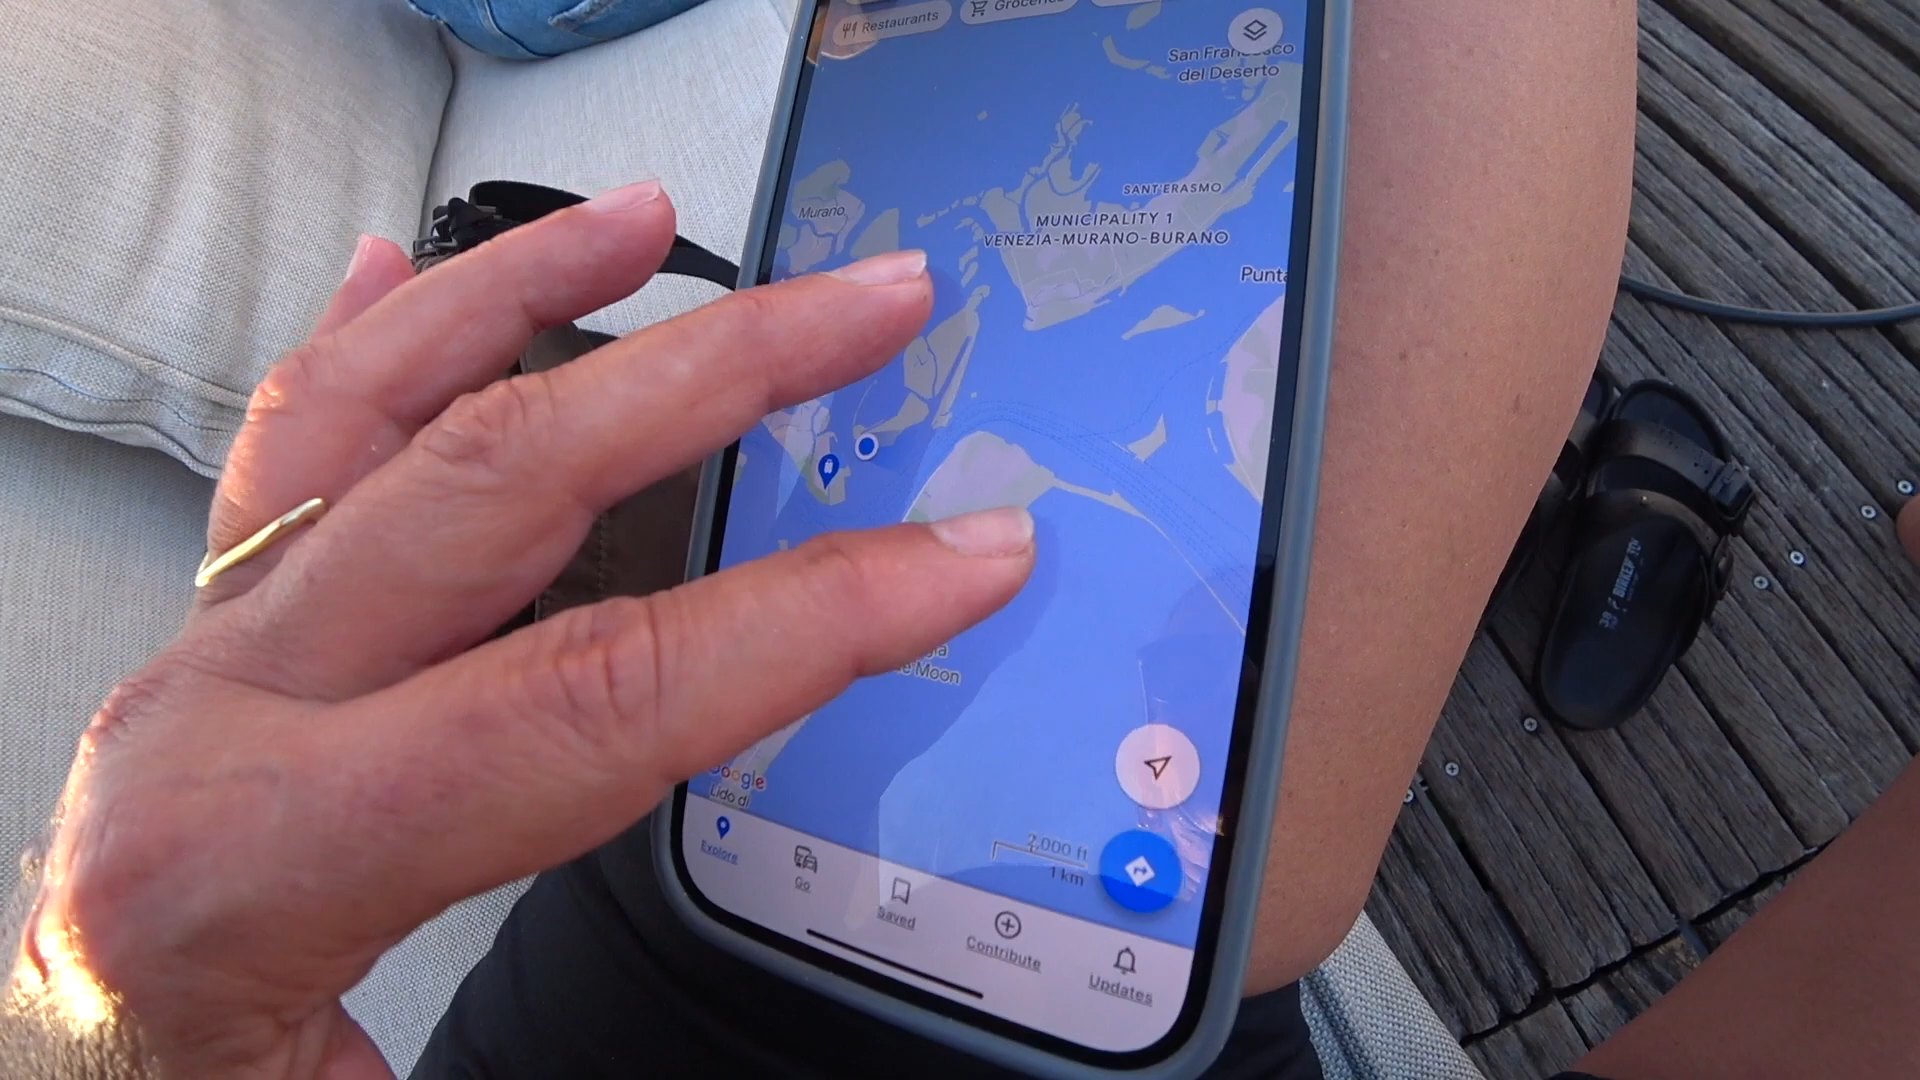 Restaurants
Groceries
San Francesco
del Deserto
SANT'ERASMO
Murano
MUNICIPALITY 1
VENEZIA-MURANO-BURANO
Punta
Moon
Google
Lido di
2,000 ft
1 km
Explore
Go
Saved
Contribute
Updates